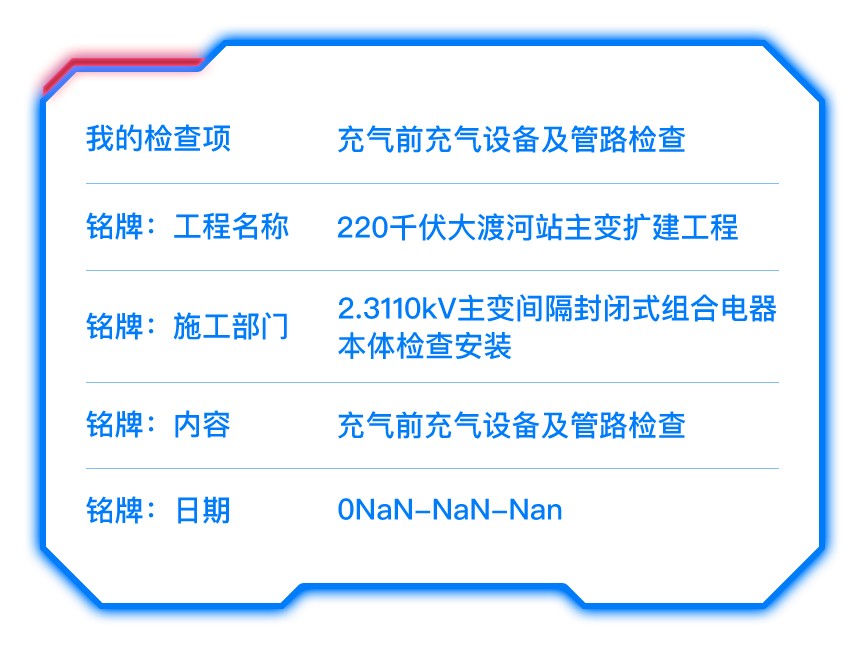 我的检查项 充气前充气设备及管路检查
铭牌：工程名称 220千伏大渡河站主变扩建工程
铭牌：施工部门 2.3110kV主变间隔封闭式组合电器
本体检查安装
铭牌：内容 充气前充气设备及管路检查
铭牌：日期 0NaN-NaN-Nan